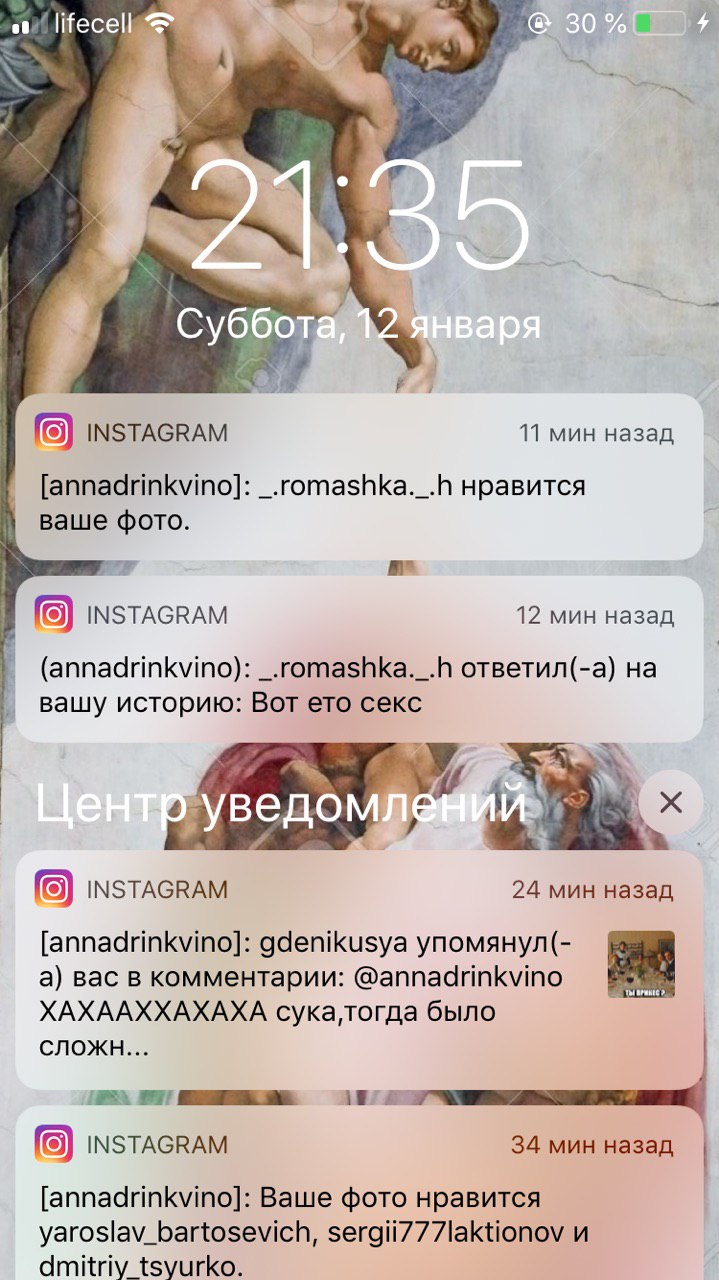 lifecell 30 %
21:35
Суббота, 12 января
INSTAGRAM 11 мин назад
[annadrinkvino]: _.romashka._.h нравится
ваше фото.
INSTAGRAM 12 мин назад
(annadrinkvino): _.romashka._.h ответил(-а) на
вашу историю: Вот ето секс
Центр уведомлений
INSTAGRAM 24 мин назад
[annadrinkvino]: gdenikusya упомянул(-
а) вас в комментарии: @annadrinkvino
ХАХААХХАХАХА сука,тогда было
сложн...
ТЫ ПРИНЕС ?
INSTAGRAM 34 мин назад
[annadrinkvino]: Ваше фото нравится
yaroslav_bartosevich, sergii777laktionov и
dmitriy_tsyurko.